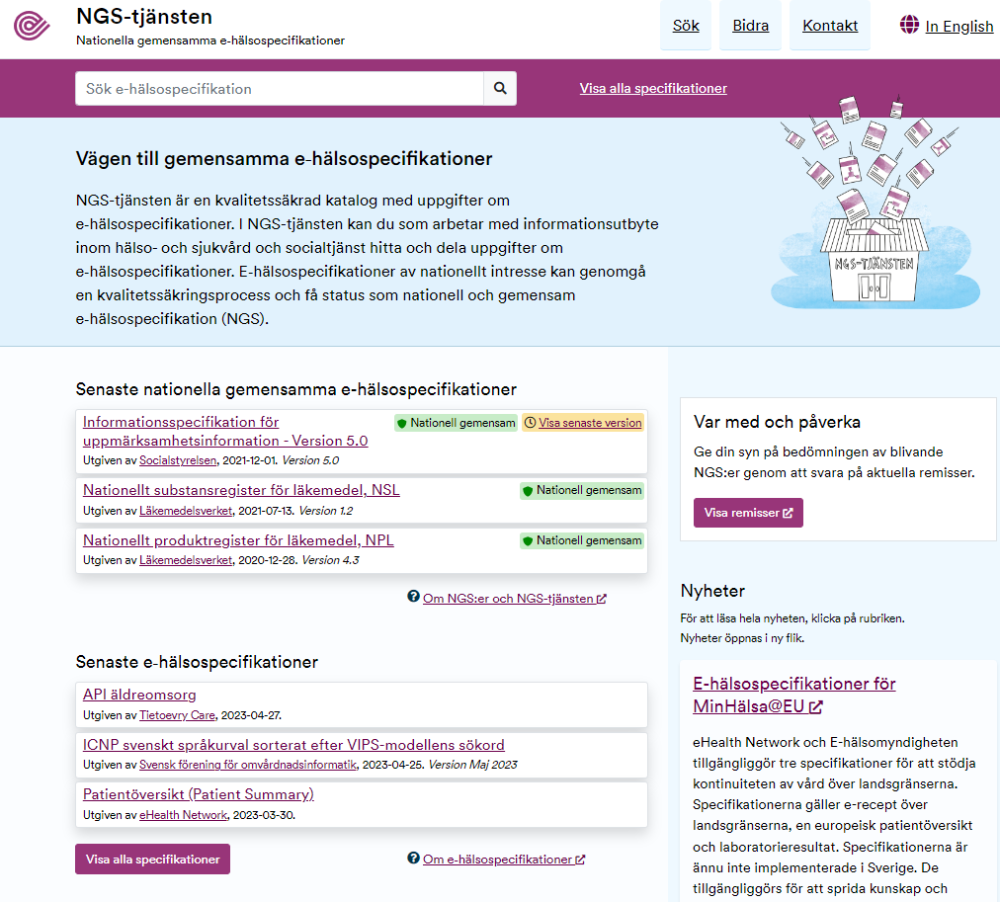 NGS-tjänsten
Nationella gemensamma e-hälsospecifikationer
Sök
Bidra
Kontakt
In English
Sök e-hälsospecifikation
Visa alla specifikationer
Vägen till gemensamma e-hälsospecifikationer
NGS-tjänsten är en kvalitetssäkrad katalog med uppgifter om
e-hälsospecifikationer. I NGS-tjänsten kan du som arbetar med informationsutbyte
inom hälso- och sjukvård och socialtjänst hitta och dela uppgifter om
e-hälsospecifikationer. E-hälsospecifikationer av nationellt intresse kan genomgå
en kvalitetssäkringsprocess och få status som nationell och gemensam
e-hälsospecifikation (NGS).
NGS-TJÄNSTEN
Senaste nationella gemensamma e-hälsospecifikationer
Informationsspecifikation för
uppmärksamhetsinformation - Version 5.0
Nationell gemensam
Visa senaste version
Utgiven av Socialstyrelsen, 2021-12-01. Version 5.0
Nationellt substansregister för läkemedel, NSL
Nationell gemensam
Utgiven av Läkemedelsverket, 2021-07-13. Version 1.2
Nationellt produktregister för läkemedel, NPL
Nationell gemensam
Utgiven av Läkemedelsverket, 2020-12-28. Version 4.3
Om NGS:er och NGS-tjänsten
Senaste e-hälsospecifikationer
API äldreomsorg
Utgiven av Tietoevry Care, 2023-04-27.
ICNP svenskt språkurval sorterat efter VIPS-modellens sökord
Utgiven av Svensk förening för omvårdnadsinformatik, 2023-04-25. Version Maj 2023
Patientöversikt (Patient Summary)
Utgiven av eHealth Network, 2023-03-30.
Visa alla specifikationer
Om e-hälsospecifikationer
Var med och påverka
Ge din syn på bedömningen av blivande
NGS:er genom att svara på aktuella remisser.
Visa remisser
Nyheter
För att läsa hela nyheten, klicka på rubriken.
Nyheter öppnas i ny flik.
E-hälsospecifikationer för
MinHälsa@EU
eHealth Network och E-hälsomyndigheten
tillgängliggör tre specifikationer för att stödja
kontinuiteten av vård över landsgränserna.
Specifikationerna gäller e-recept över
landsgränserna, en europeisk patientöversikt
och laboratorieresultat. Specifikationerna är
ännu inte implementerade i Sverige. De
tillgängliggörs för att sprida kunskap och